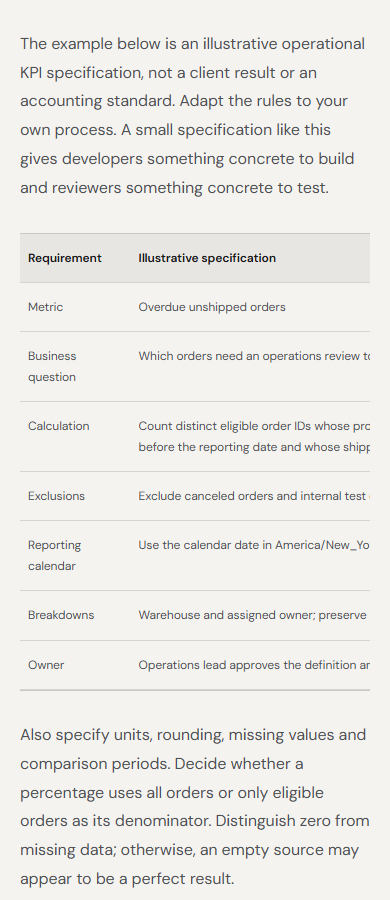 The example below is an illustrative operational
KPI specification, not a client result or an
accounting standard. Adapt the rules to your
own process. A small specification like this
gives developers something concrete to build
and reviewers something concrete to test.
Requirement Illustrative specification
Metric Overdue unshipped orders
Business question Which orders need an operations review
Calculation Count distinct eligible order IDs whose
before the reporting date and whose
Exclusions Exclude canceled orders and internal test
Reporting calendar Use the calendar date in
Breakdowns Warehouse and assigned owner; preserve
Owner Operations lead approves the definition
Also specify units, rounding, missing values and
comparison periods. Decide whether a
percentage uses all orders or only eligible
orders as its denominator. Distinguish zero from
missing data; otherwise, an empty source may
appear to be a perfect result.